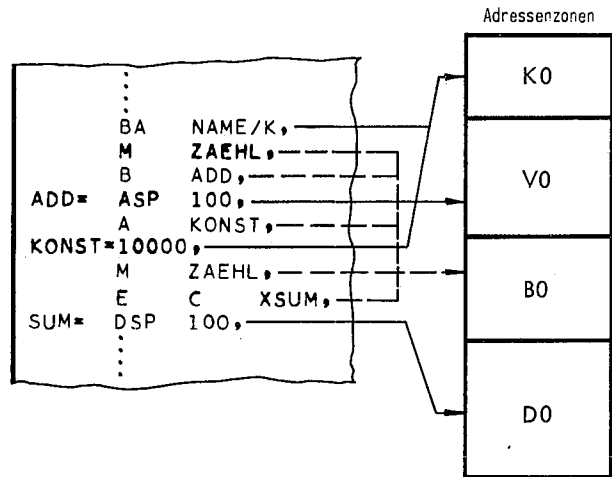 Adressenzonen
BA NAME/K,
M ZAEHL,
B ADD,
ADD= ASP 100,
A KONST,
KONST=10000,
M ZAEHL,
E C XSUM,
SUM= DSP 100,
K0
V0
B0
D0